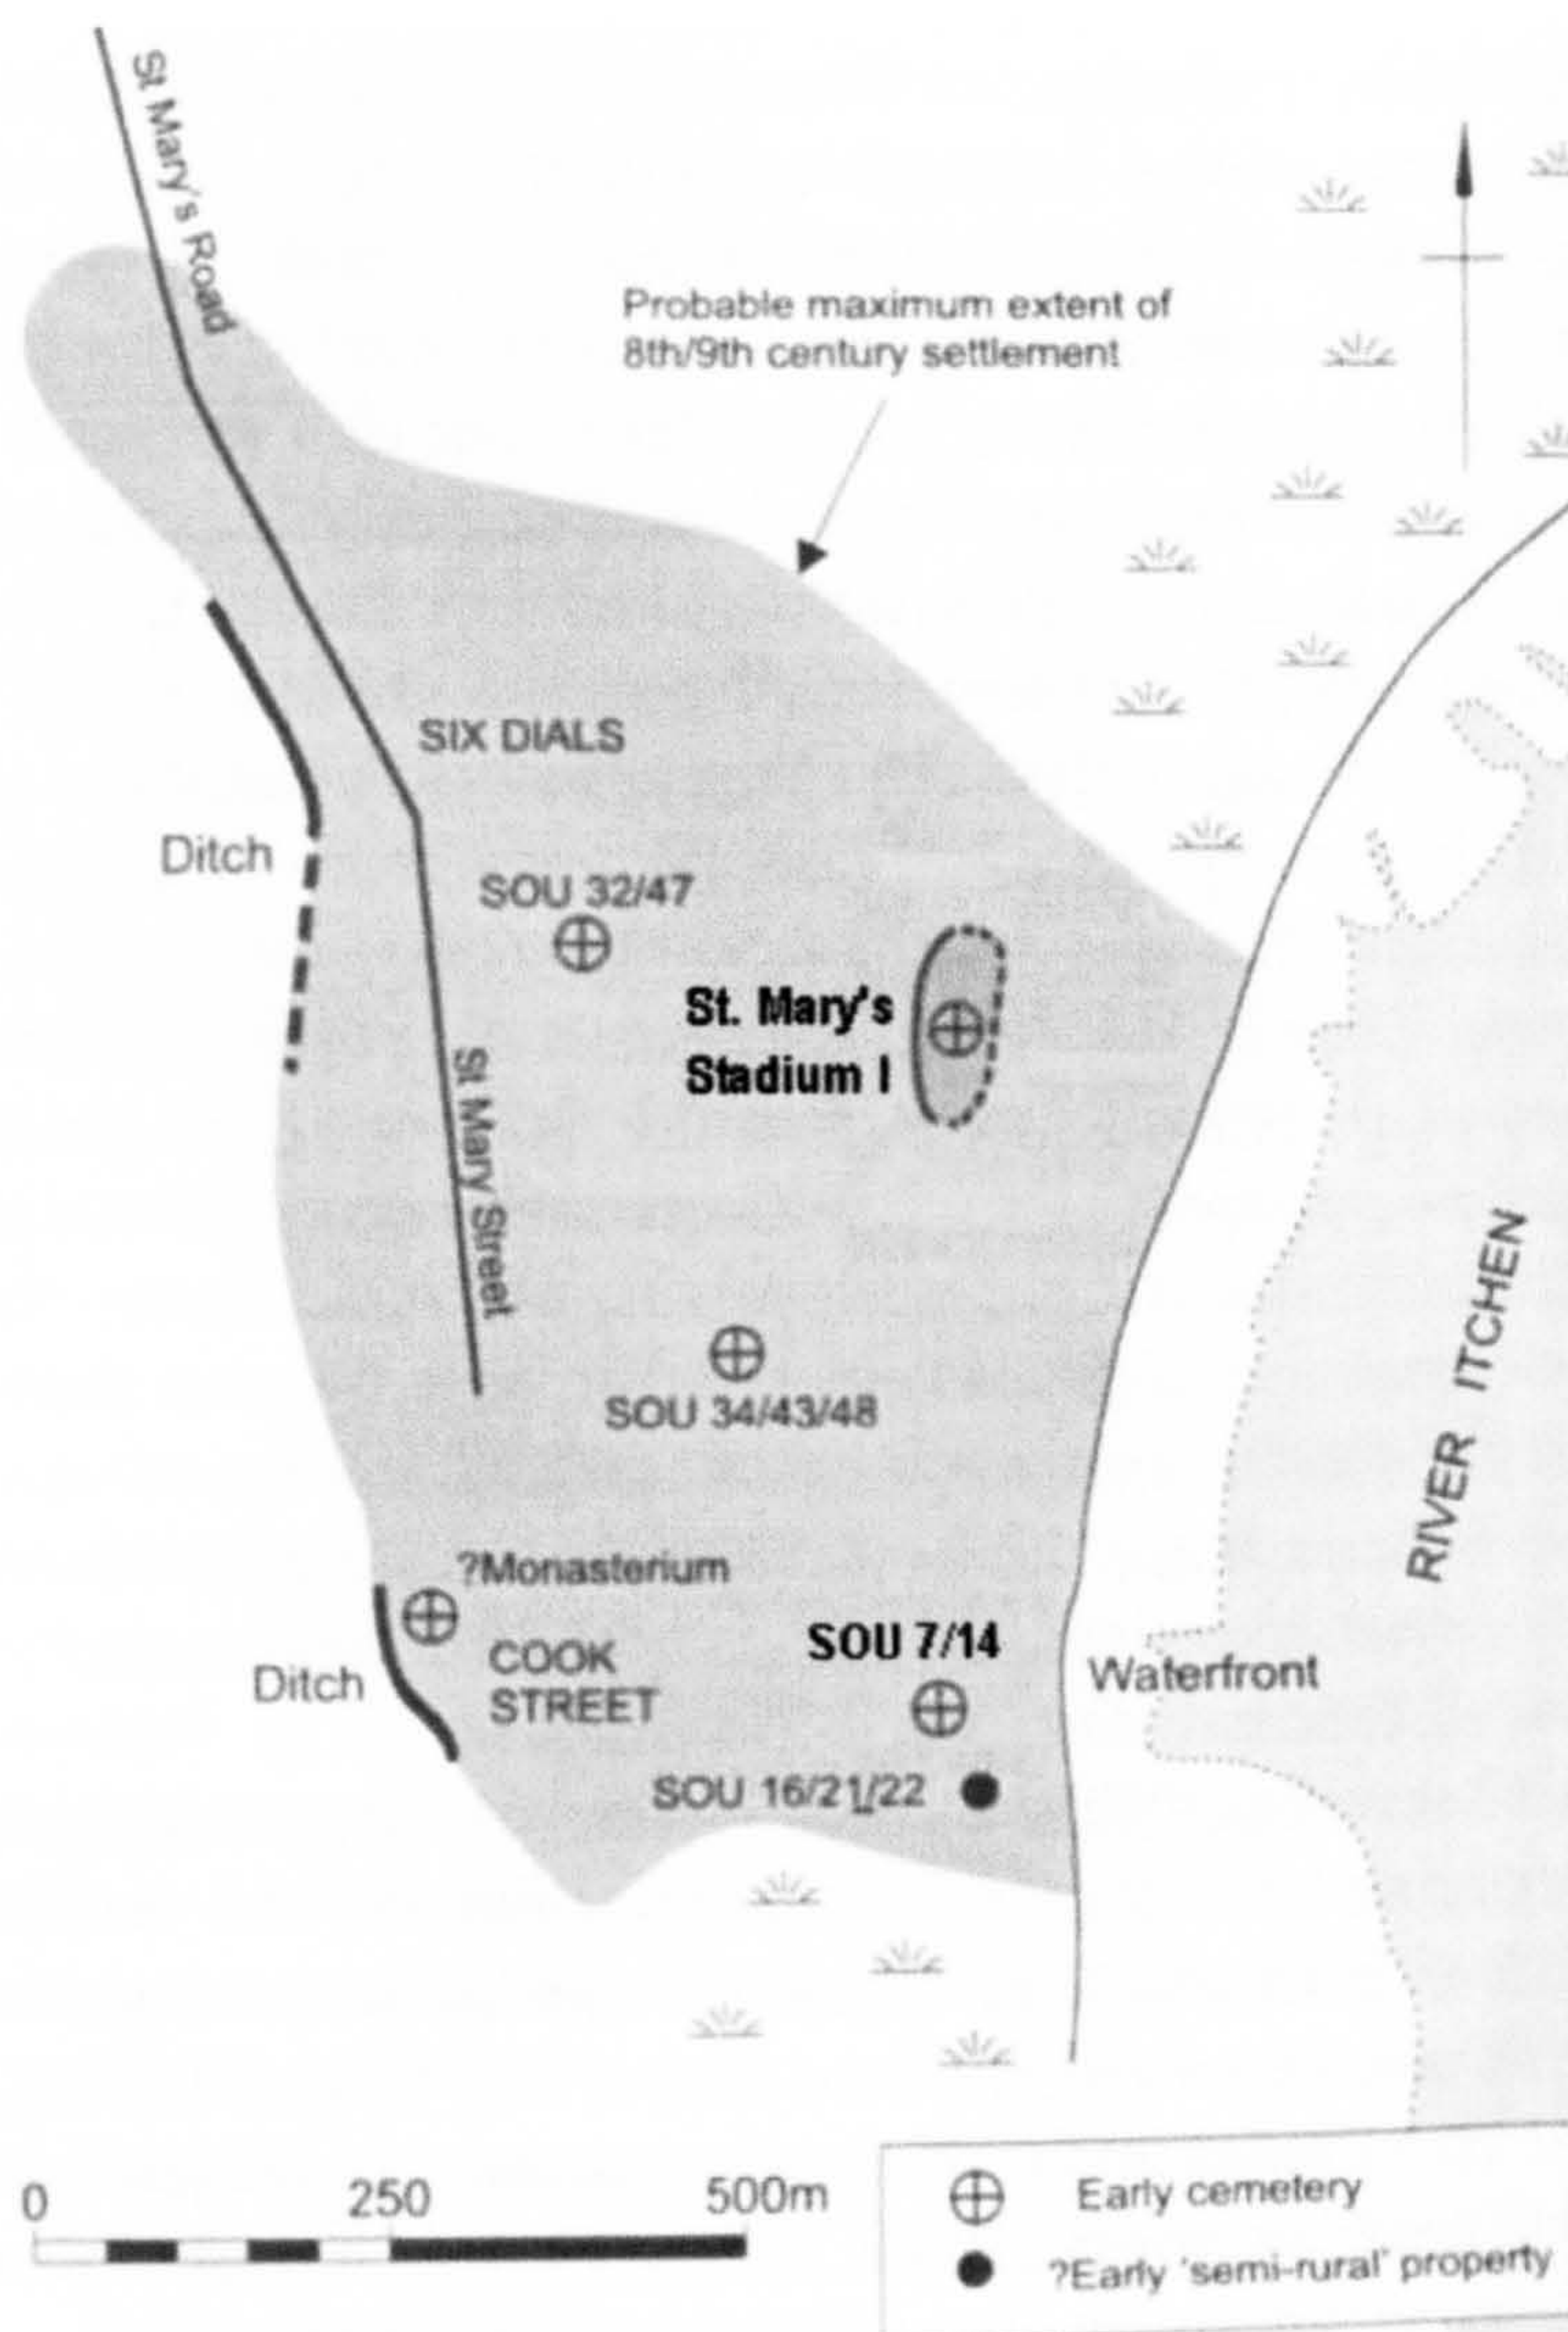 St Mary's Road
Probable maximum extent of
8th/9th century settlement
SIX DIALS
Ditch
SOU 32/47
St. Mary's
Stadium I
St Mary Street
SOU 34/43/48
RIVER ITCHEN
?Monasterium
COOK
STREET
Ditch
SOU 7/14
Waterfront
SOU 16/21/22
0 250 500m
Early cemetery
?Early 'semi-rural' property